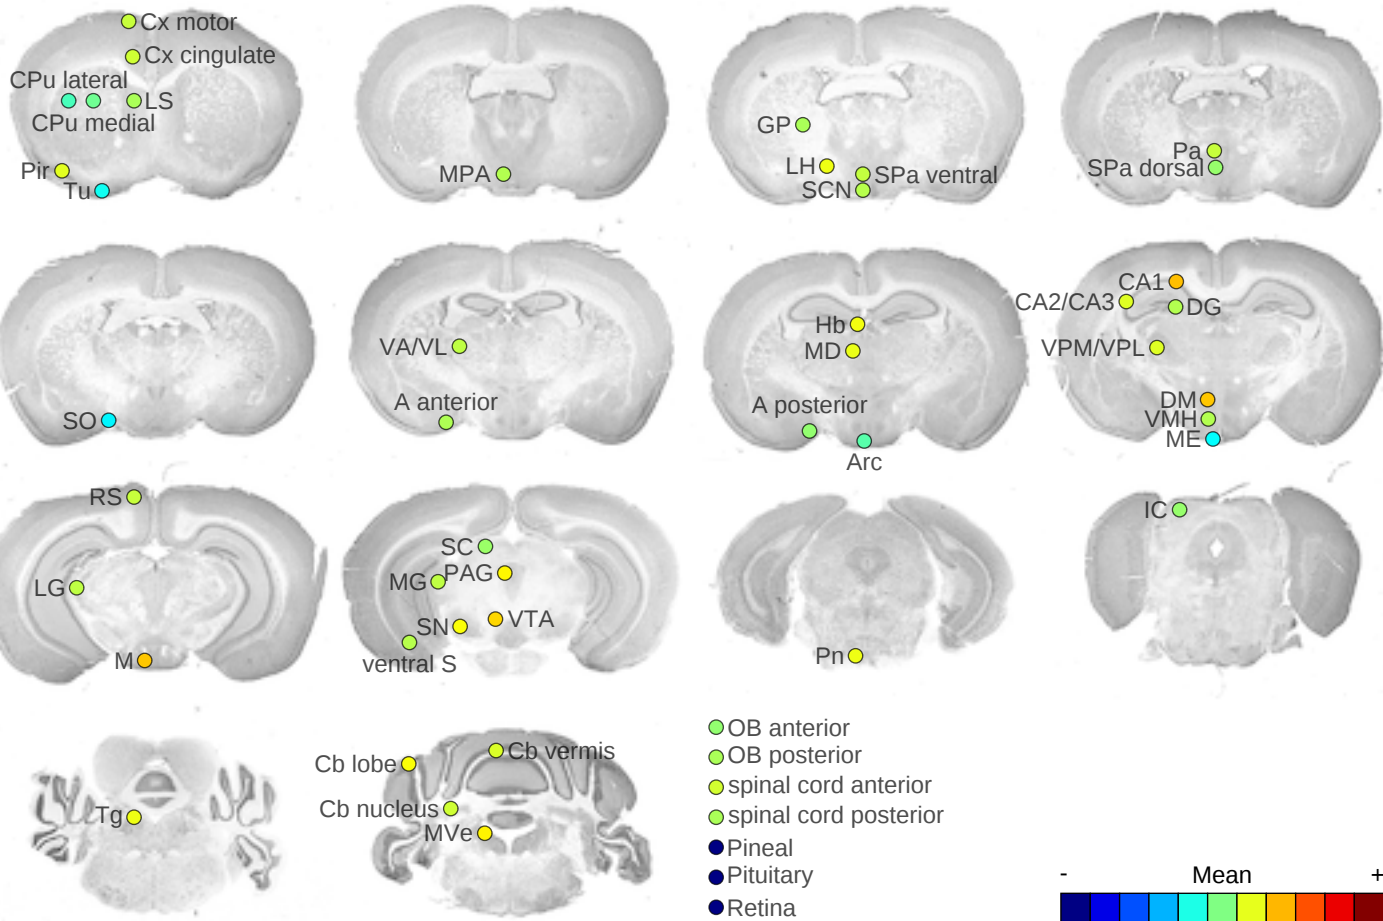 Cx motor
Cx cingulate
CPu lateral
LS
CPu medial
Pir
Tu
MPA
GP
LH
SPa ventral
SCN
Pa
SPa dorsal
SO
VA/VL
A anterior
Hb
MD
A posterior
Arc
CA1
CA2/CA3
DG
VPM/VPL
DM
VMH
ME
RS
LG
M
SC
MG
PAG
SN
VTA
ventral S
Pn
IC
Tg
Cb lobe
Cb vermis
Cb nucleus
MVe
OB anterior
OB posterior
spinal cord anterior
spinal cord posterior
Pineal
Pituitary
Retina
- Mean +